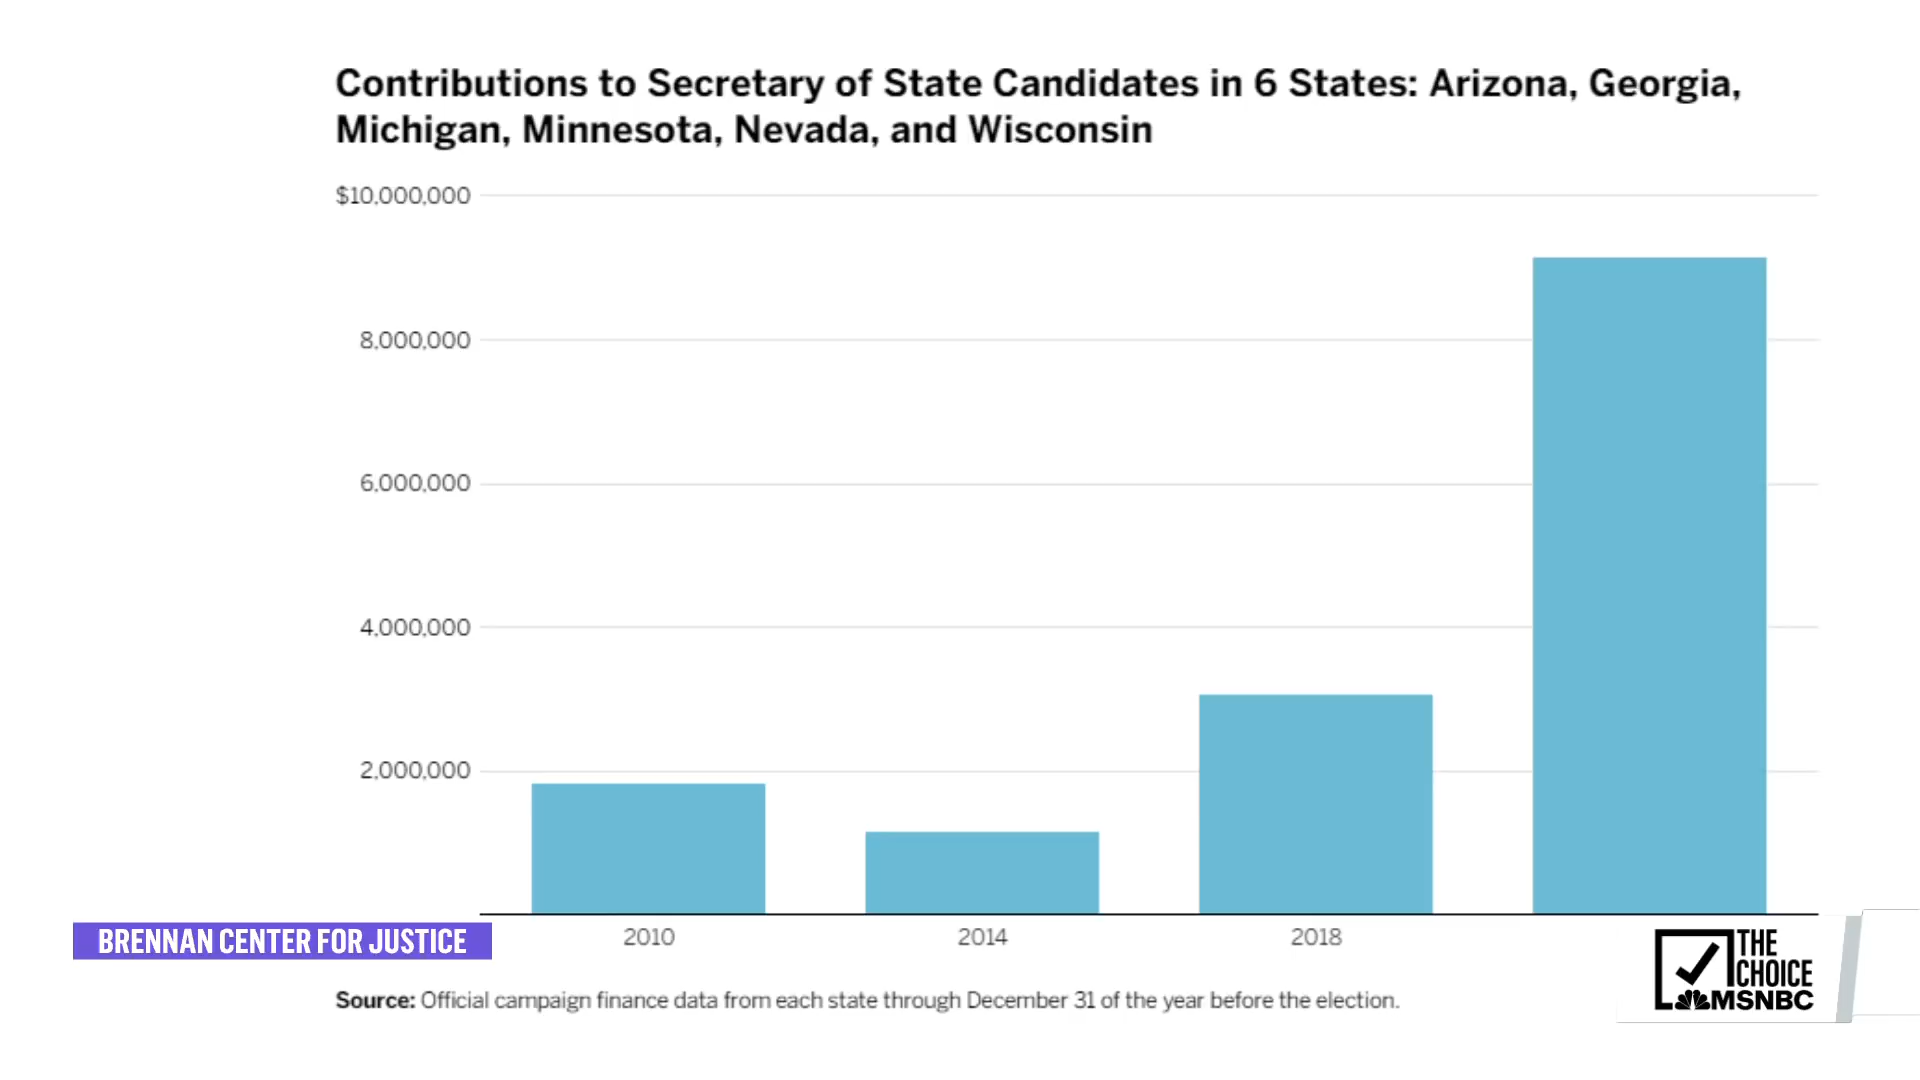 Contributions to Secretary of State Candidates in 6 States: Arizona, Georgia,
Michigan, Minnesota, Nevada, and Wisconsin
$10,000,000
8,000,000
6,000,000
4,000,000
2,000,000
2010
2014
2018
BRENNAN CENTER FOR JUSTICE
Source: Official campaign finance data from each state through December 31 of the year before the election.
THE
CHOICE
MSNBC